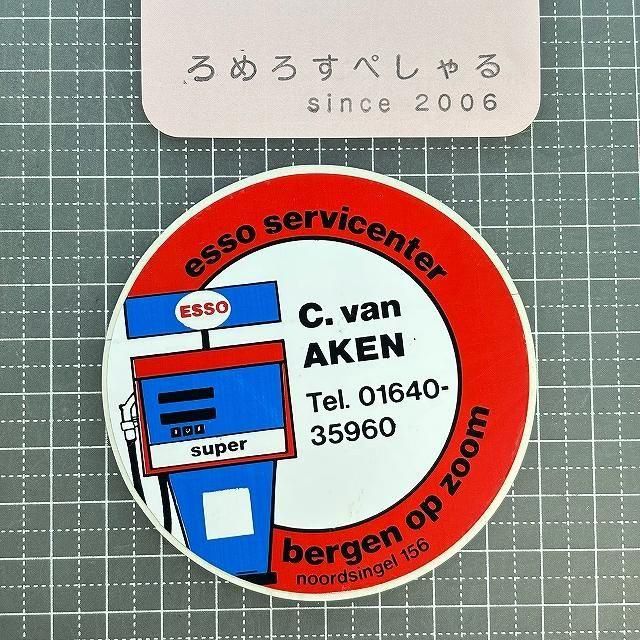 ろめろすぺしゃる
since 2006
esso servicenter
ESSO
C. van
AKEN
Tel. 01640-
35960
super
bergen op zoom
noordsingel 156